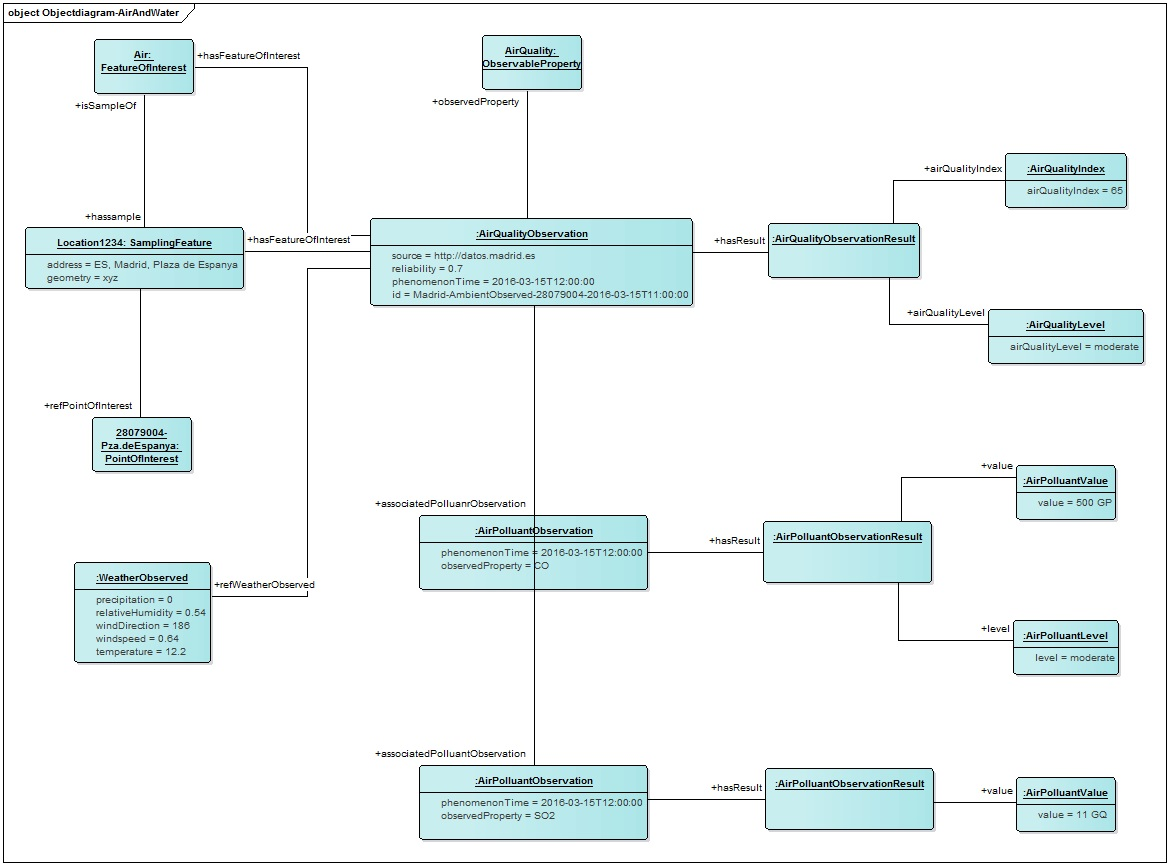 object Objectdiagram-AirAndWater
Air:
FeatureOfInterest
+hasFeatureOfInterest
+isSampleOf
AirQuality:
ObservableProperty
+observedProperty
+hassample
Location1234: SamplingFeature
address = ES, Madrid, Plaza de Espanya
geometry = xyz
+hasFeatureOfInterest
:AirQualityObservation
source = http://datos.madrid.es
reliability = 0.7
phenomenonTime = 2016-03-15T12:00:00
id = Madrid-AmbientObserved-28079004-2016-03-15T11:00:00
+hasResult
:AirQualityObservationResult
+airQualityIndex
:AirQualityIndex
airQualityIndex = 65
+airQualityLevel
:AirQualityLevel
airQualityLevel = moderate
+refPointOfInterest
28079004-
Pza.deEspanya:
PointOfInterest
+associatedPolluanrObservation
:AirPolluantObservation
phenomenonTime = 2016-03-15T12:00:00
observedProperty = CO
+hasResult
:AirPolluantObservationResult
+value
:AirPolluantValue
value = 500 GP
+level
:AirPolluantLevel
level = moderate
:WeatherObserved
precipitation = 0
relativeHumidity = 0.54
windDirection = 186
windspeed = 0.64
temperature = 12.2
+refWeatherObserved
+associatedPolluantObservation
:AirPolluantObservation
phenomenonTime = 2016-03-15T12:00:00
observedProperty = SO2
+hasResult
:AirPolluantObservationResult
+value
:AirPolluantValue
value = 11 GQ